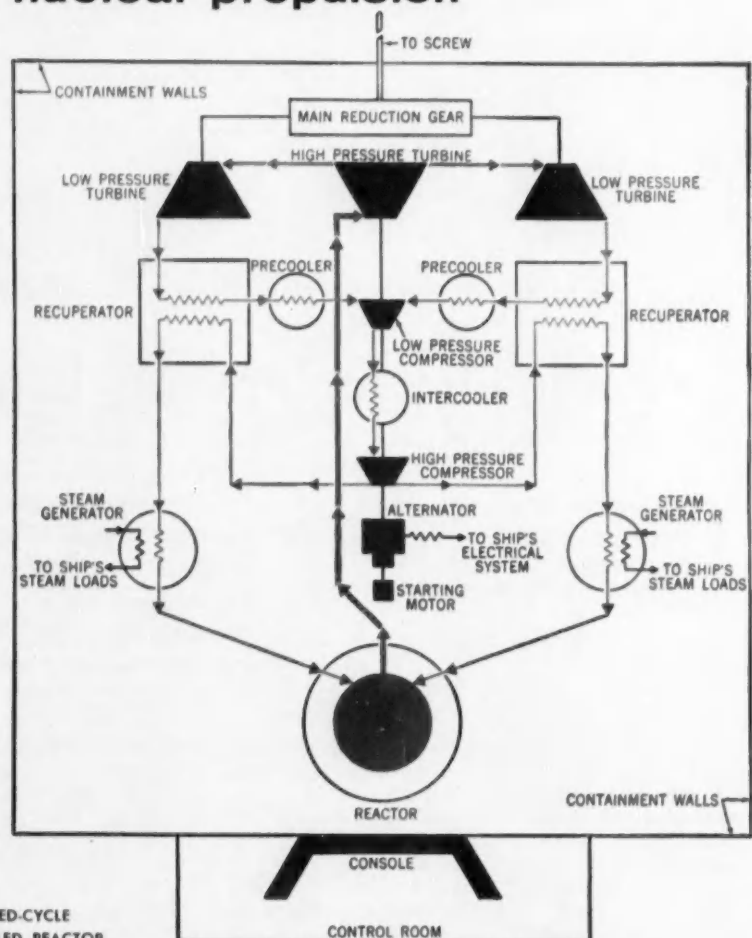 nuclear propulsion
TO SCREW
CONTAINMENT WALLS
MAIN REDUCTION GEAR
HIGH PRESSURE TURBINE
LOW PRESSURE
TURBINE
LOW PRESSURE
TURBINE
PRECOOLER
PRECOOLER
RECUPERATOR
RECUPERATOR
LOW PRESSURE
COMPRESSOR
INTERCOOLER
HIGH PRESSURE
COMPRESSOR
STEAM
GENERATOR
ALTERNATOR
STEAM
GENERATOR
TO SHIP'S
ELECTRICAL
SYSTEM
TO SHIP'S
STEAM LOADS
TO SHIP'S
STEAM LOADS
STARTING
MOTOR
REACTOR
CONTAINMENT WALLS
CONSOLE
CONTROL ROOM
ED-CYCLE
LED REACTOR